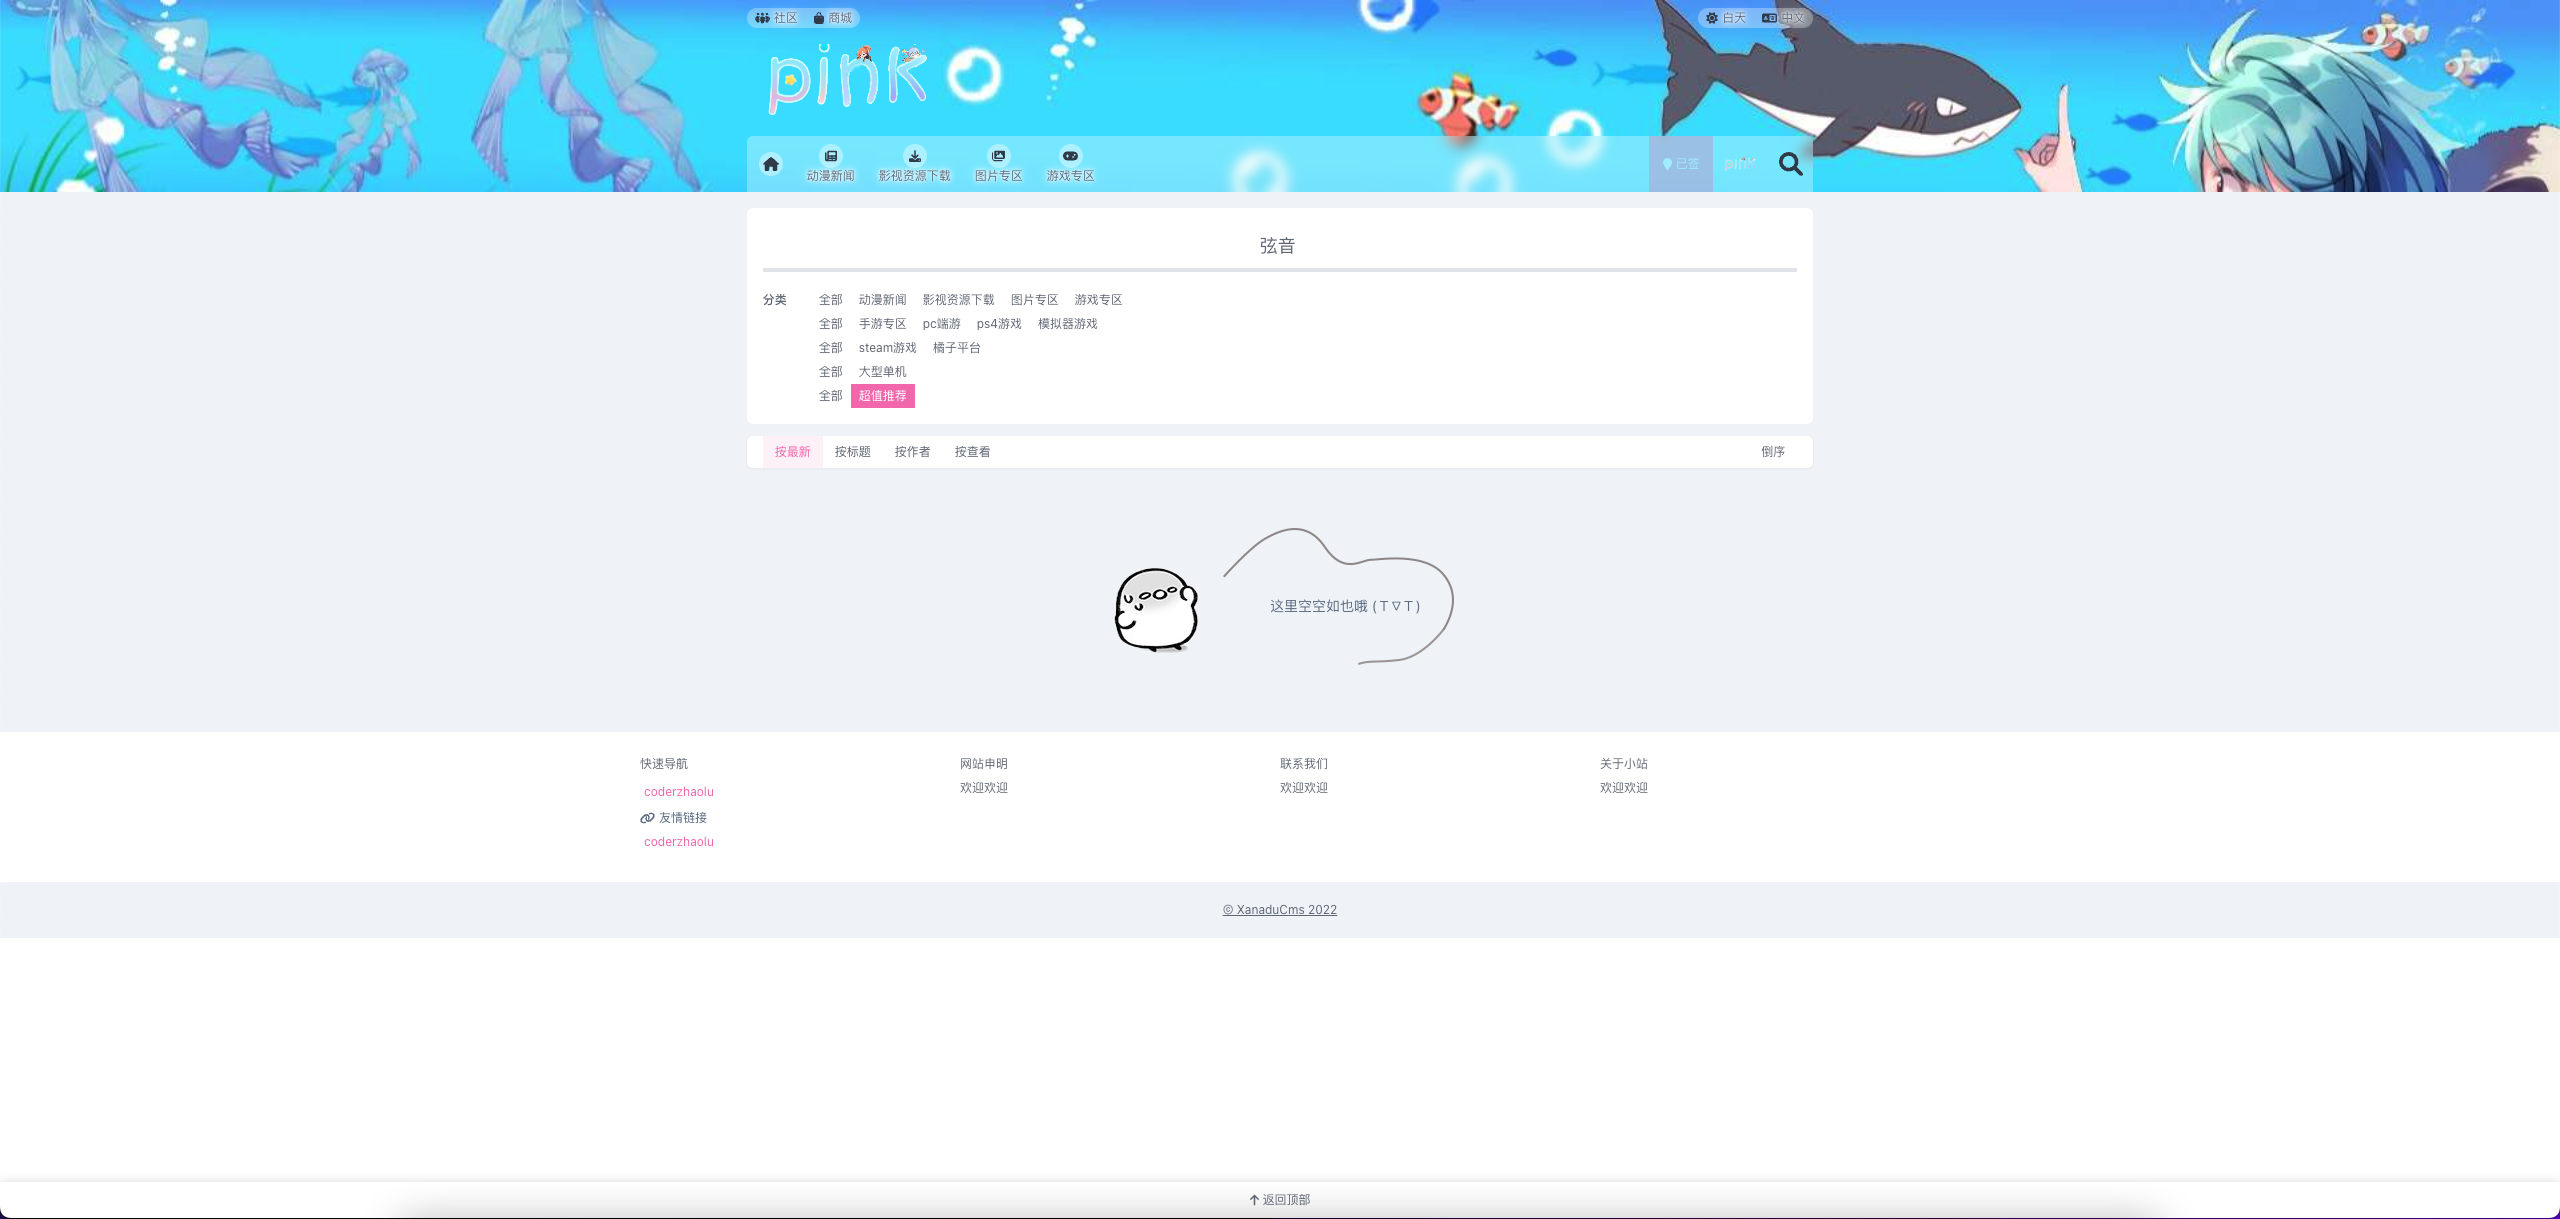 社区 商城
白天 中文
pink
动漫新闻 影视资源下载 图片专区 游戏专区
已签 pink
弦音
分类 全部 动漫新闻 影视资源下载 图片专区 游戏专区
全部 手游专区 pc端游 ps4游戏 模拟器游戏
全部 steam游戏 橘子平台
全部 大型单机
全部 超值推荐
按最新 按标题 按作者 按查看 倒序
这里空空如也哦 (Ｔ▽Ｔ)
快速导航
coderzhaolu
友情链接
coderzhaolu
网站申明
欢迎欢迎
联系我们
欢迎欢迎
关于小站
欢迎欢迎
© XanaduCms 2022
返回顶部